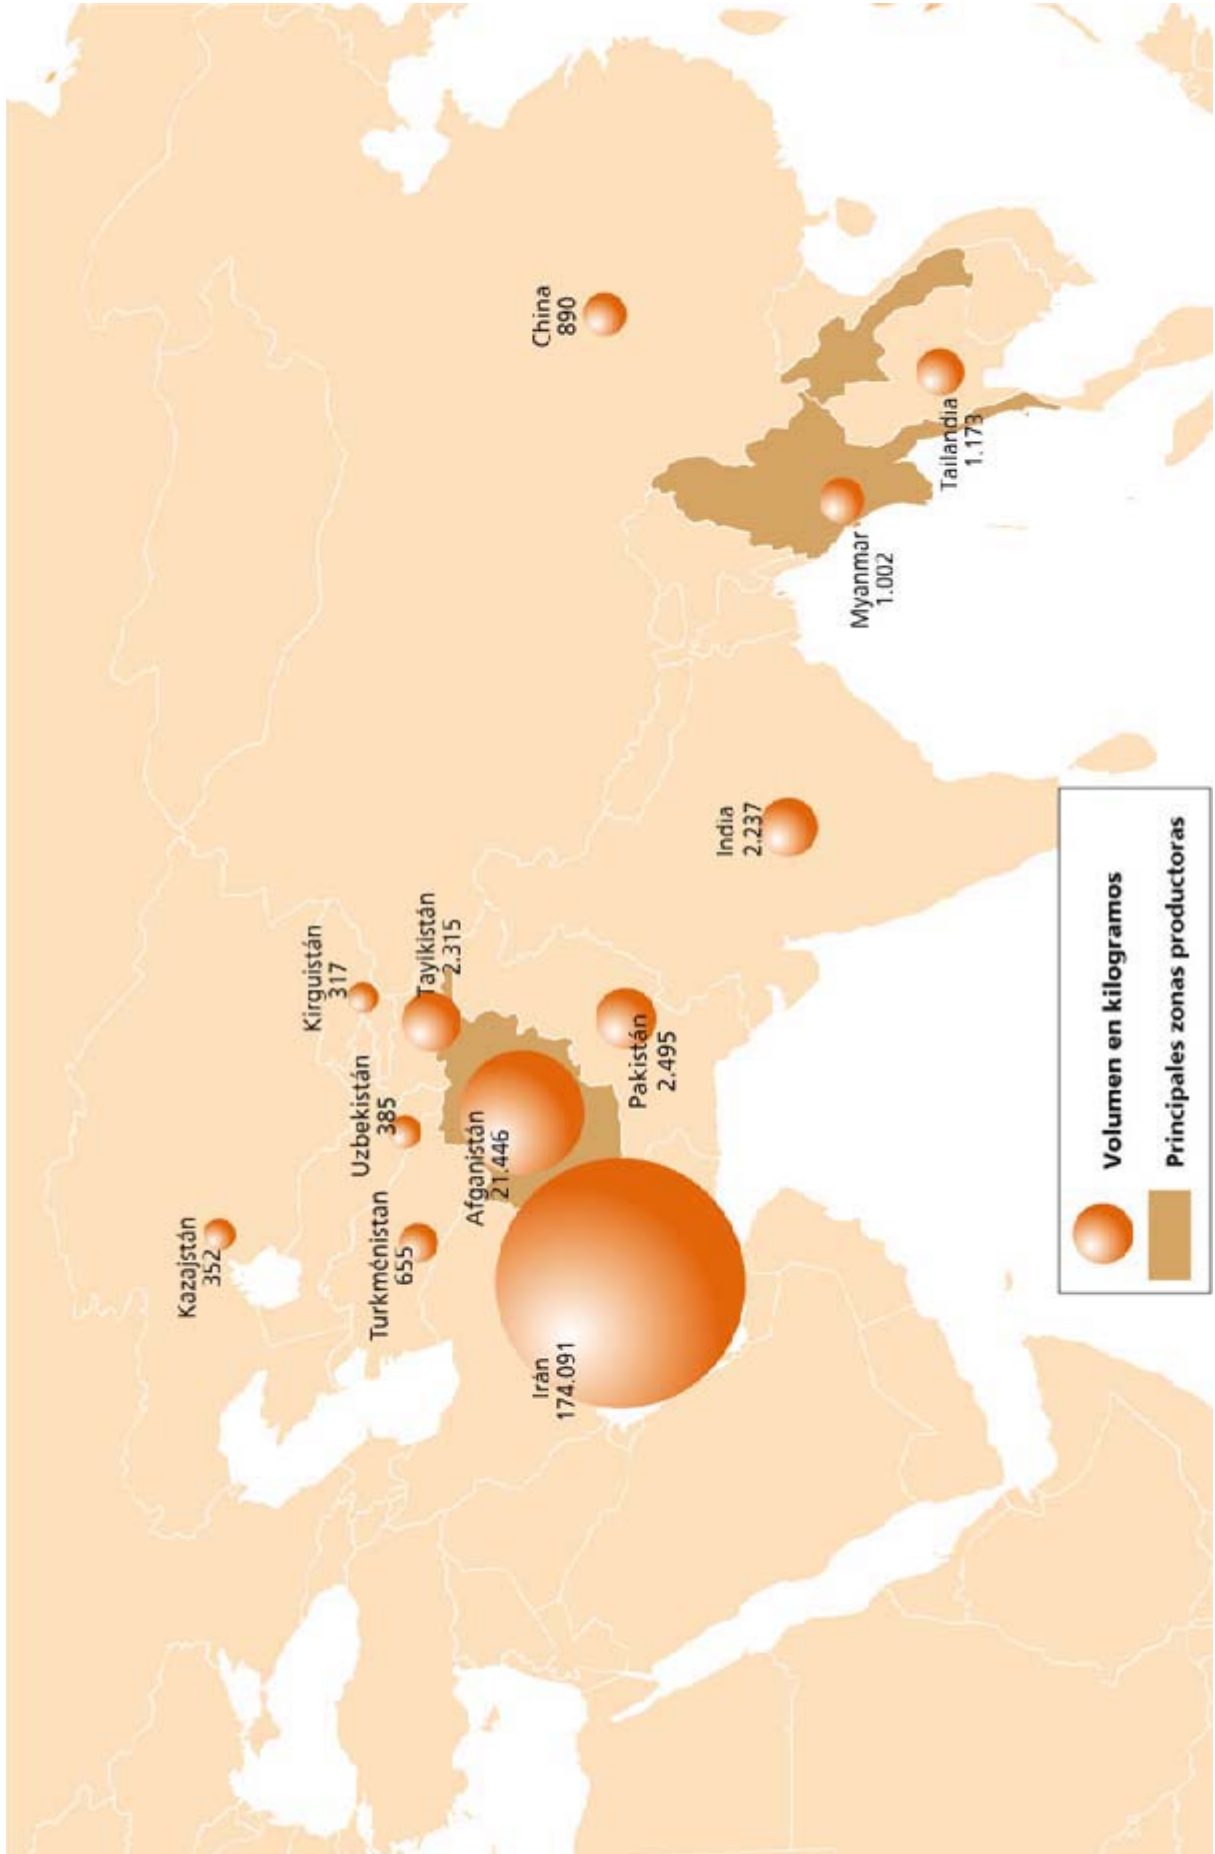 Kazajstán
352
Kirguistán
317
Uzbekistán
385
Turkménistan
655
Tayikistán
2.315
Afganistán
21.446
Irán
174.091
Pakistán
2.495
India
2.237
China
890
Myanmar
1.002
Tailandia
1.173
Volumen en kilogramos
Principales zonas productoras